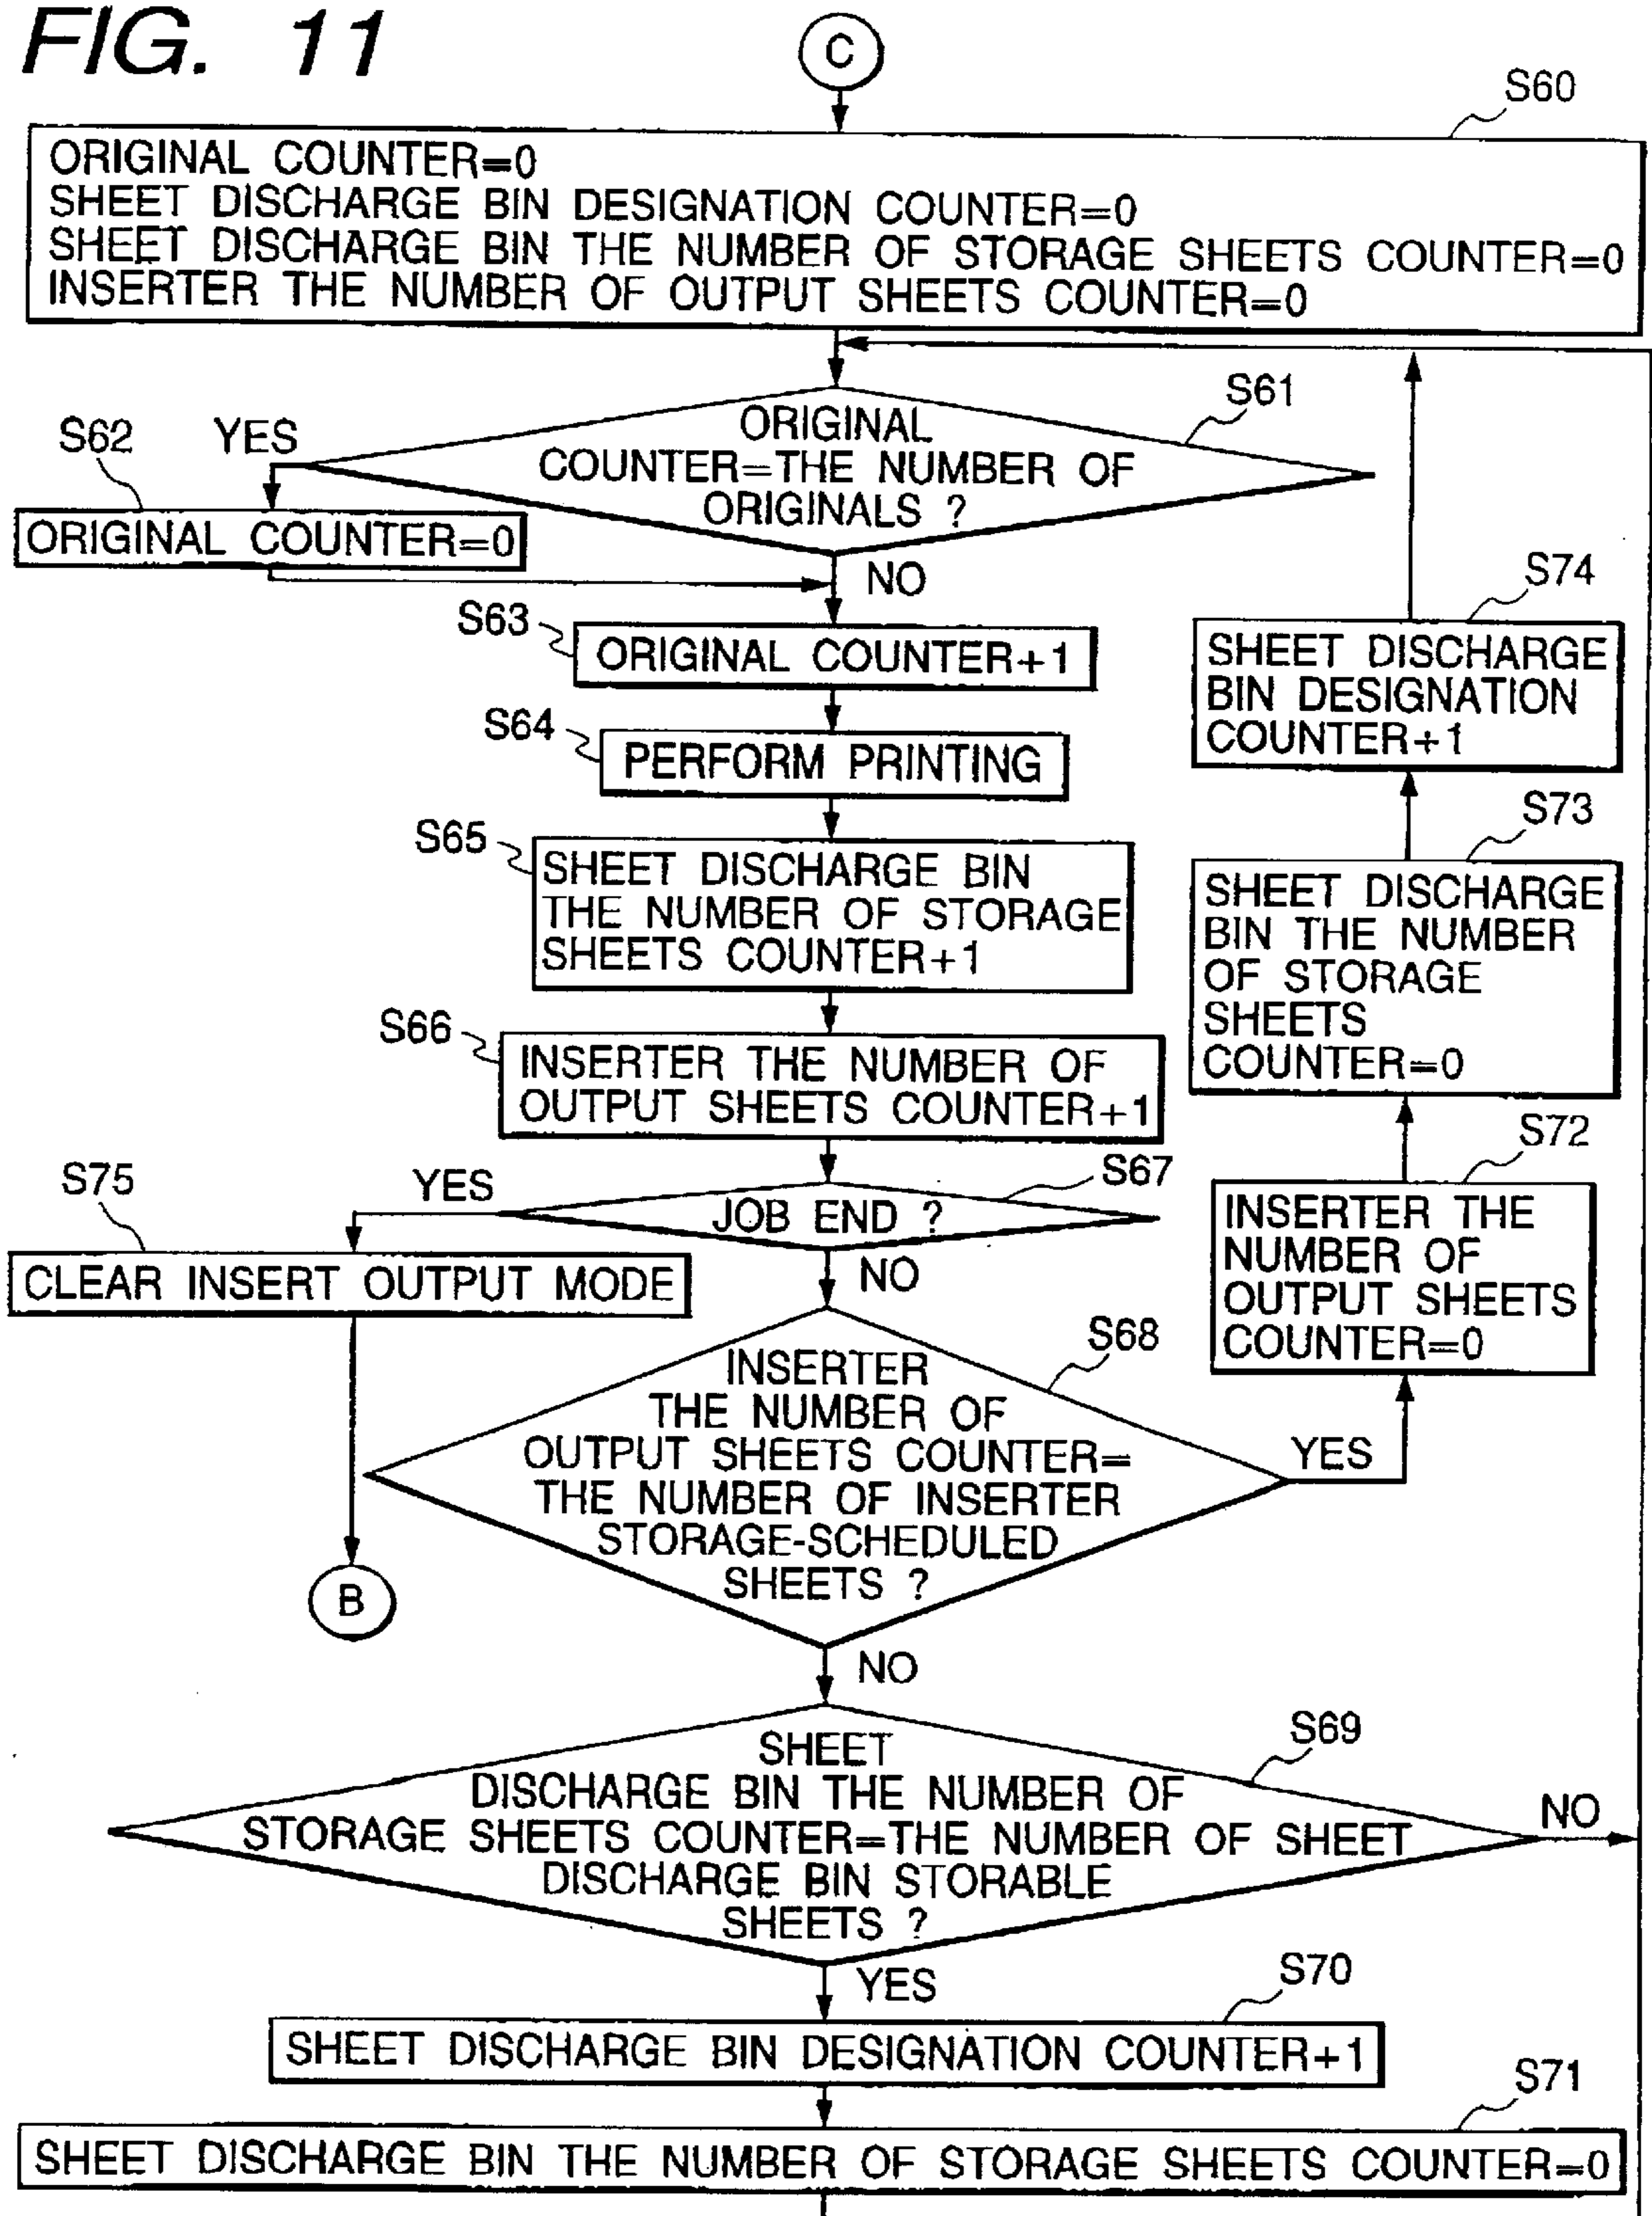 FIG. 11
C
S60
ORIGINAL COUNTER=0
SHEET DISCHARGE BIN DESIGNATION COUNTER=0
SHEET DISCHARGE BIN THE NUMBER OF STORAGE SHEETS COUNTER=0
INSERTER THE NUMBER OF OUTPUT SHEETS COUNTER=0
S61
ORIGINAL
COUNTER=THE NUMBER OF
ORIGINALS ?
YES
S62
ORIGINAL COUNTER=0
NO
S63
ORIGINAL COUNTER+1
S64
PERFORM PRINTING
S65
SHEET DISCHARGE BIN
THE NUMBER OF STORAGE
SHEETS COUNTER+1
S66
INSERTER THE NUMBER OF
OUTPUT SHEETS COUNTER+1
S67
JOB END ?
YES
S75
CLEAR INSERT OUTPUT MODE
B
NO
S68
INSERTER
THE NUMBER OF
OUTPUT SHEETS COUNTER=
THE NUMBER OF INSERTER
STORAGE-SCHEDULED
SHEETS ?
YES
S72
INSERTER THE
NUMBER OF
OUTPUT SHEETS
COUNTER=0
S73
SHEET DISCHARGE
BIN THE NUMBER
OF STORAGE
SHEETS
COUNTER=0
S74
SHEET DISCHARGE
BIN DESIGNATION
COUNTER+1
NO
S69
SHEET
DISCHARGE BIN THE NUMBER OF
STORAGE SHEETS COUNTER=THE NUMBER OF SHEET
DISCHARGE BIN STORABLE
SHEETS ?
NO
YES
S70
SHEET DISCHARGE BIN DESIGNATION COUNTER+1
S71
SHEET DISCHARGE BIN THE NUMBER OF STORAGE SHEETS COUNTER=0